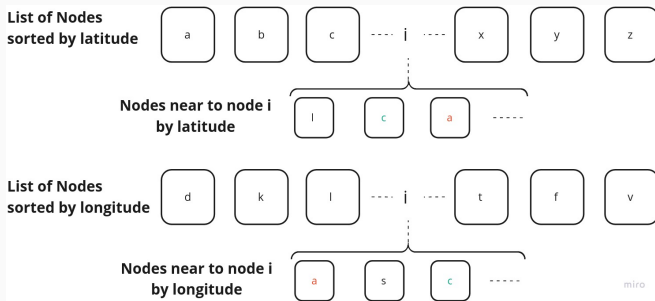 List of Nodes
sorted by latitude
a b c i x y z
Nodes near to node i
by latitude
l c a
List of Nodes
sorted by longitude
d k l i t f v
Nodes near to node i
by longitude
a s c
miro